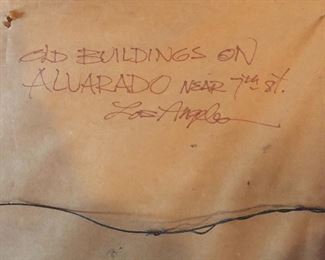 OLD BUILDINGS ON
ALVARADO NEAR 7TH ST.
Los Angeles